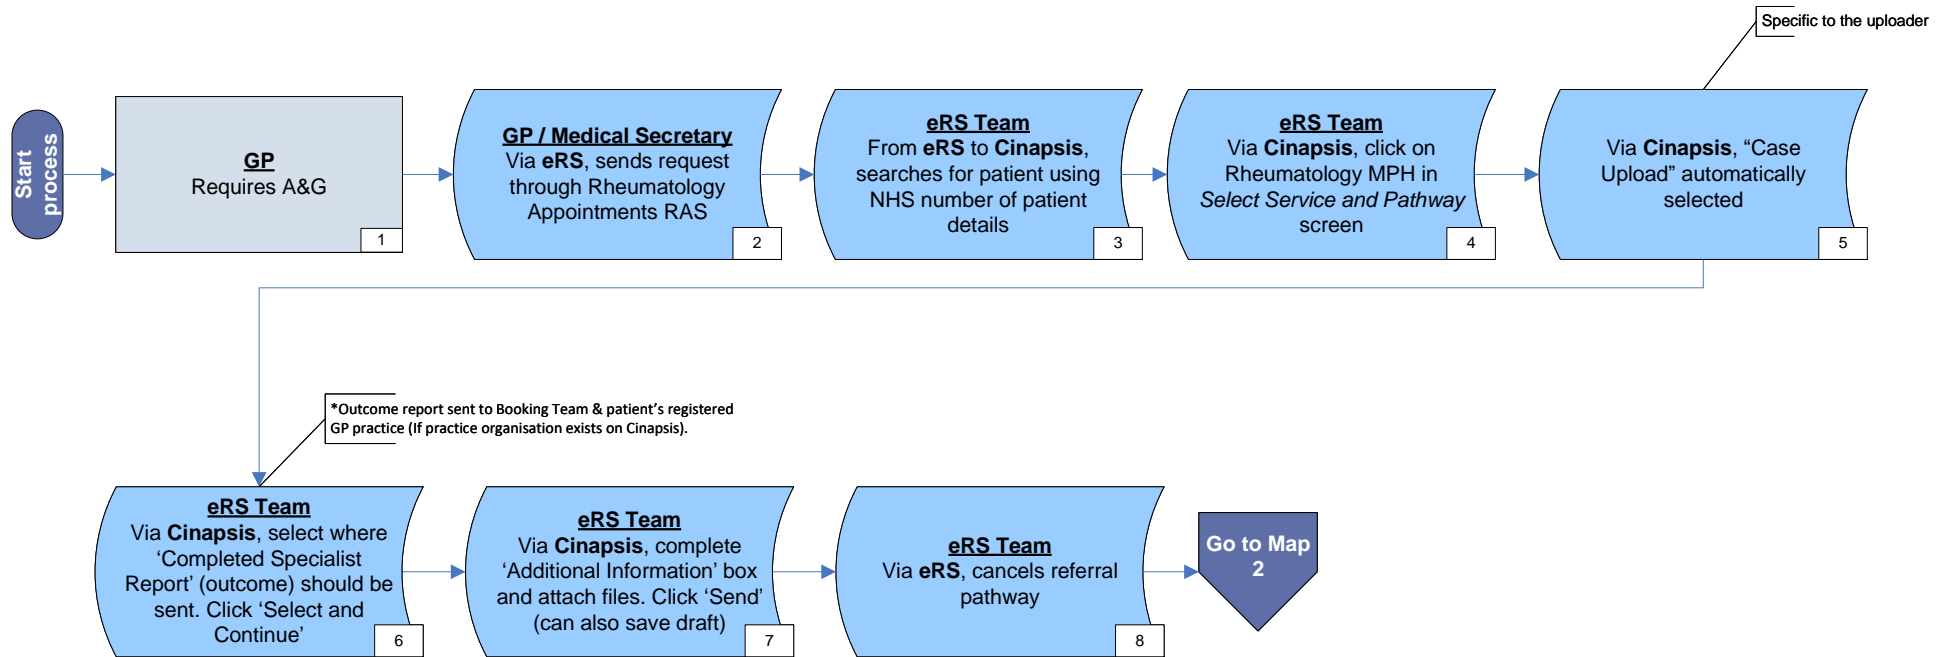 Specific to the uploader
Start
process
GP
Requires A&G
1
GP / Medical Secretary
Via eRS, sends request
through Rheumatology
Appointments RAS
2
eRS Team
From eRS to Cinapsis,
searches for patient using
NHS number of patient
details
3
eRS Team
Via Cinapsis, click on
Rheumatology MPH in
Select Service and Pathway
screen
4
Via Cinapsis, “Case
Upload” automatically
selected
5
*Outcome report sent to Booking Team & patient’s registered
GP practice (If practice organisation exists on Cinapsis).
eRS Team
Via Cinapsis, select where
‘Completed Specialist
Report’ (outcome) should be
sent. Click ‘Select and
Continue’
6
eRS Team
Via Cinapsis, complete
‘Additional Information’ box
and attach files. Click ‘Send’
(can also save draft)
7
eRS Team
Via eRS, cancels referral
pathway
8
Go to Map
2